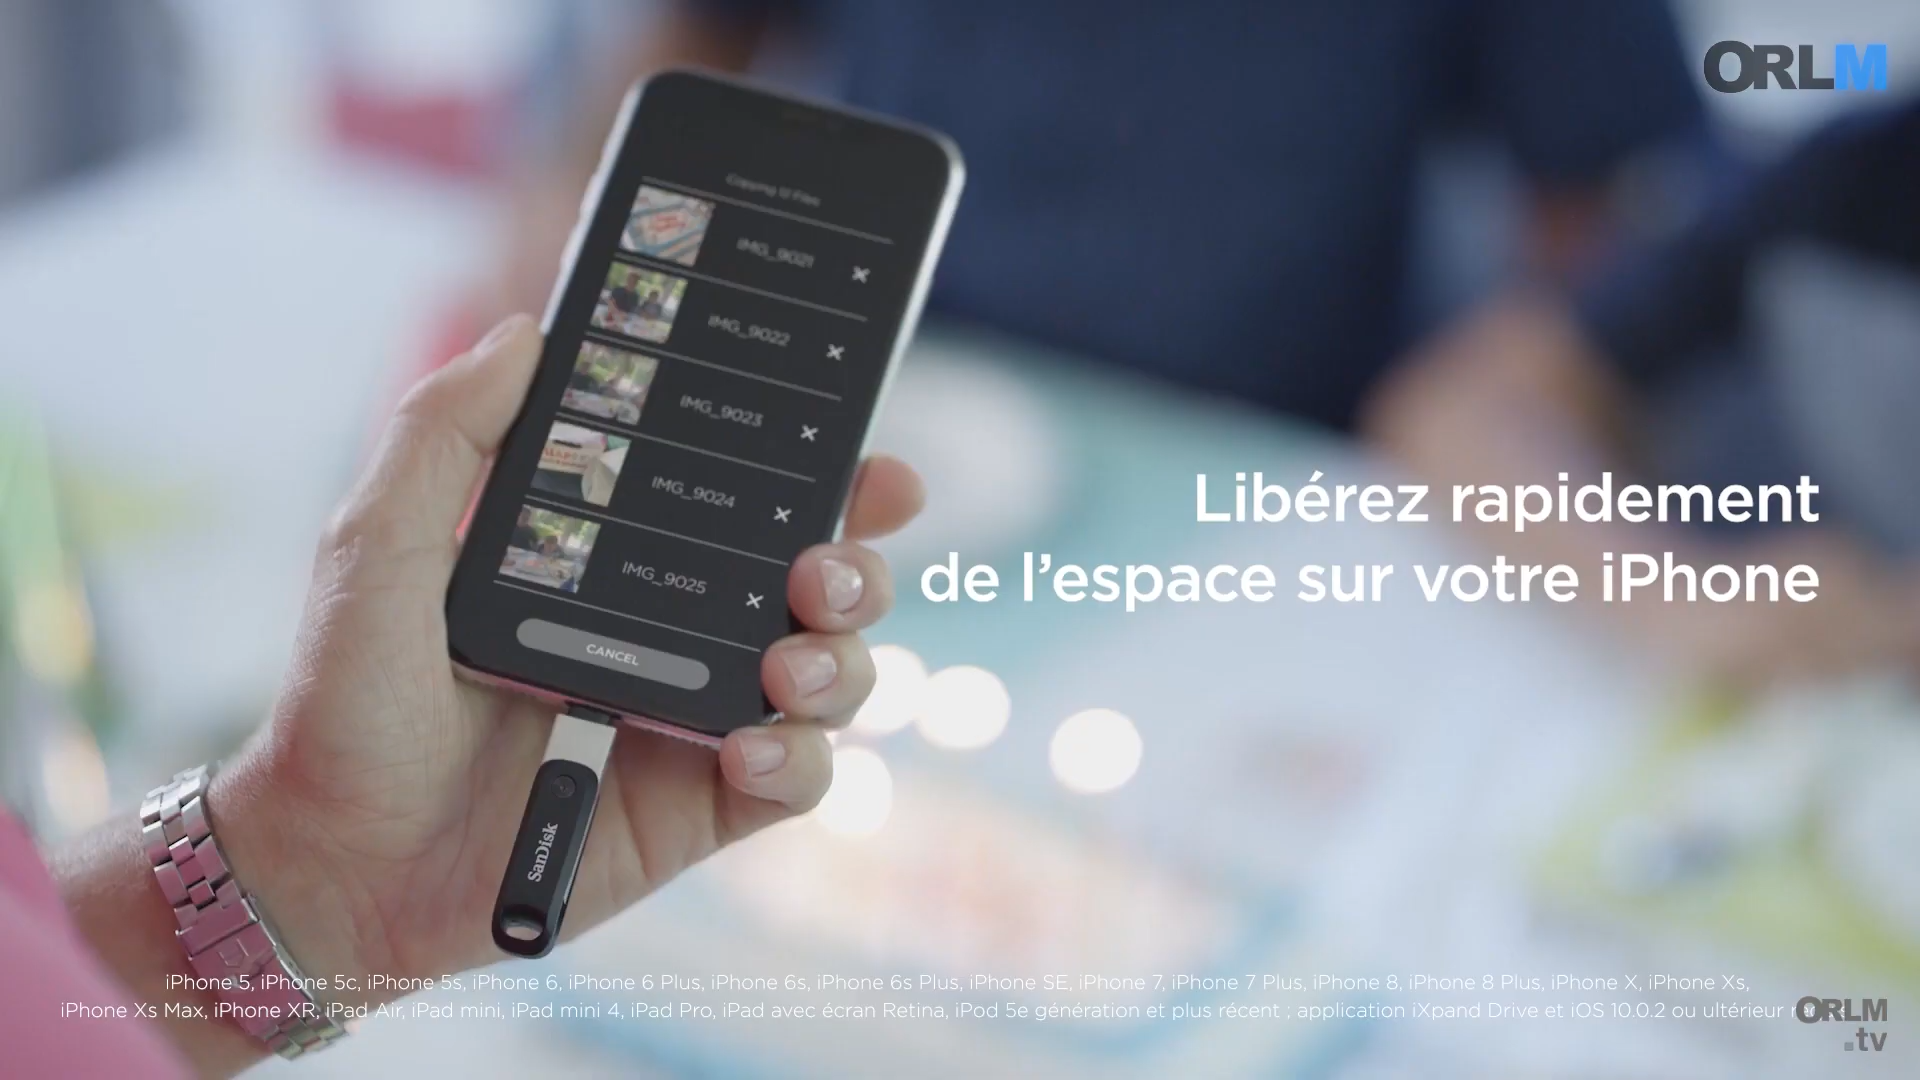 ORLM
Copying 17 Files
IMG_9021
IMG_9022
IMG_9023
IMG_9024
IMG_9025
CANCEL
SanDisk
Libérez rapidement
de l’espace sur votre iPhone
iPhone 5, iPhone 5c, iPhone 5s, iPhone 6, iPhone 6 Plus, iPhone 6s, iPhone 6s Plus, iPhone SE, iPhone 7, iPhone 7 Plus, iPhone 8, iPhone 8 Plus, iPhone X, iPhone Xs,
iPhone Xs Max, iPhone XR, iPad Air, iPad mini, iPad mini 4, iPad Pro, iPad avec écran Retina, iPod 5e génération et plus récent ; application iXpand Drive et iOS 10.0.2 ou ultérieur
ORLM
.tv